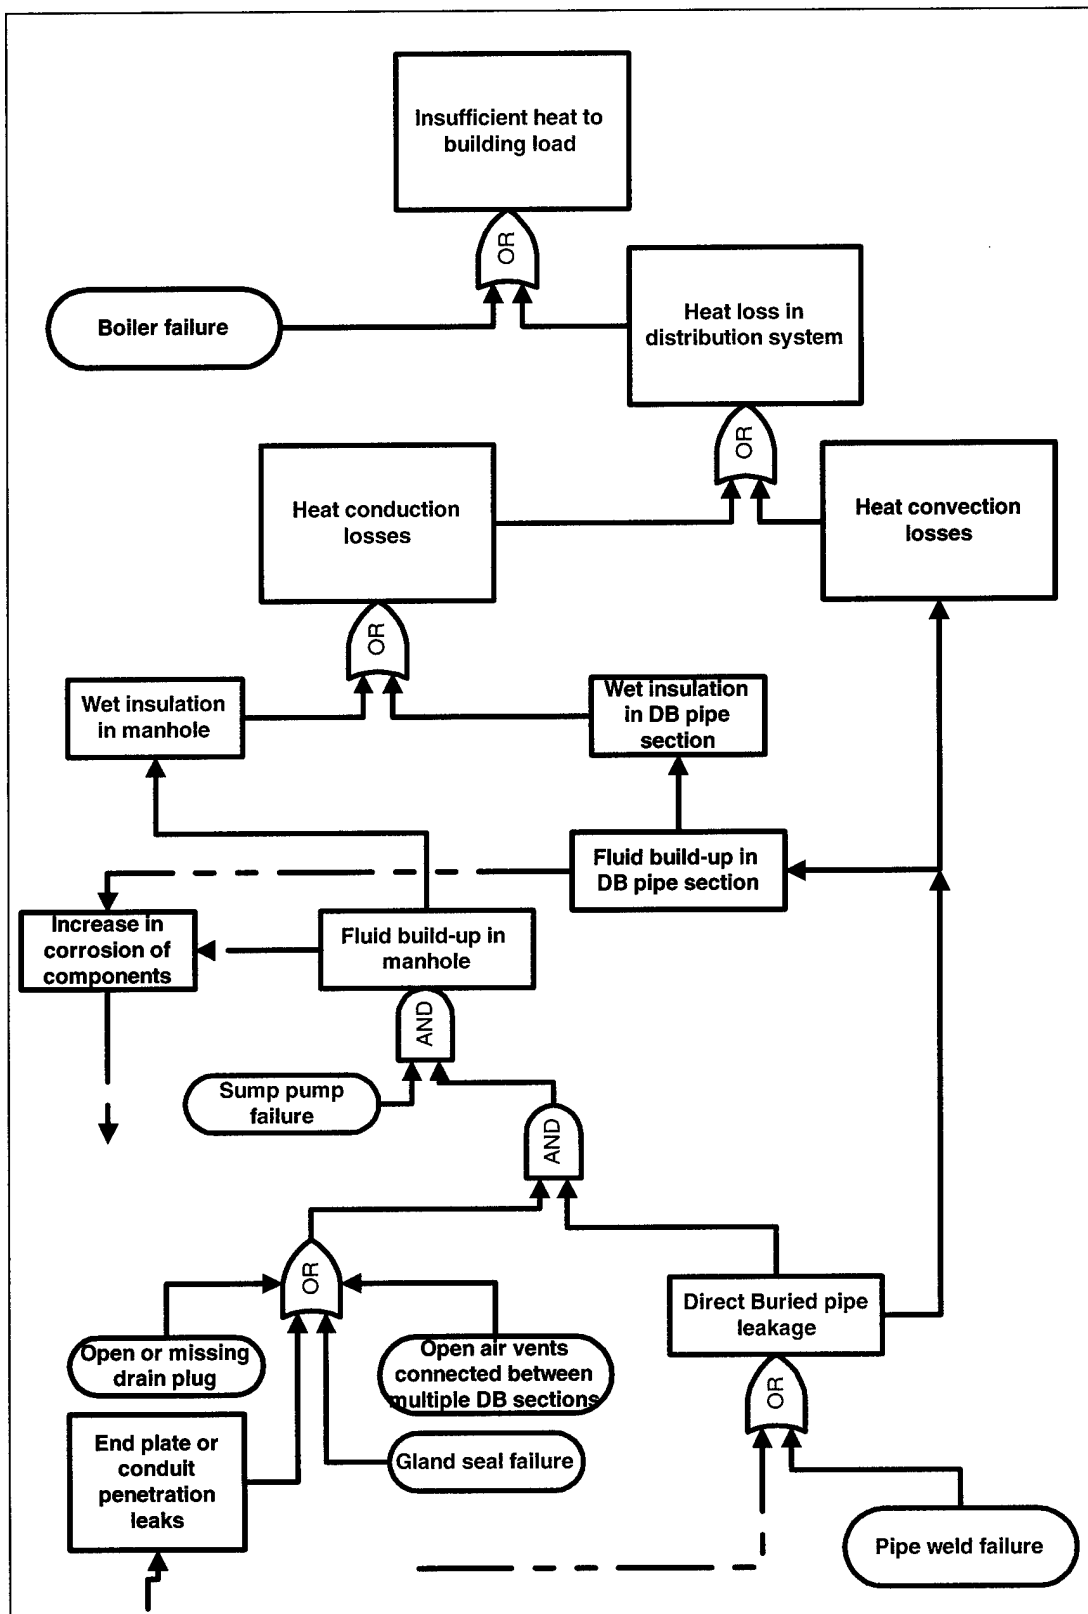 Insufficient heat to
building load
OR
Boiler failure
Heat loss in
distribution system
OR
Heat conduction
losses
Heat convection
losses
OR
Wet insulation
in manhole
Wet insulation
in DB pipe
section
Fluid build-up in
DB pipe section
Increase in
corrosion of
components
Fluid build-up in
manhole
AND
Sump pump
failure
AND
OR
Direct Buried pipe
leakage
Open or missing
drain plug
Open air vents
connected between
multiple DB sections
OR
End plate or
conduit
penetration
leaks
Gland seal failure
Pipe weld failure